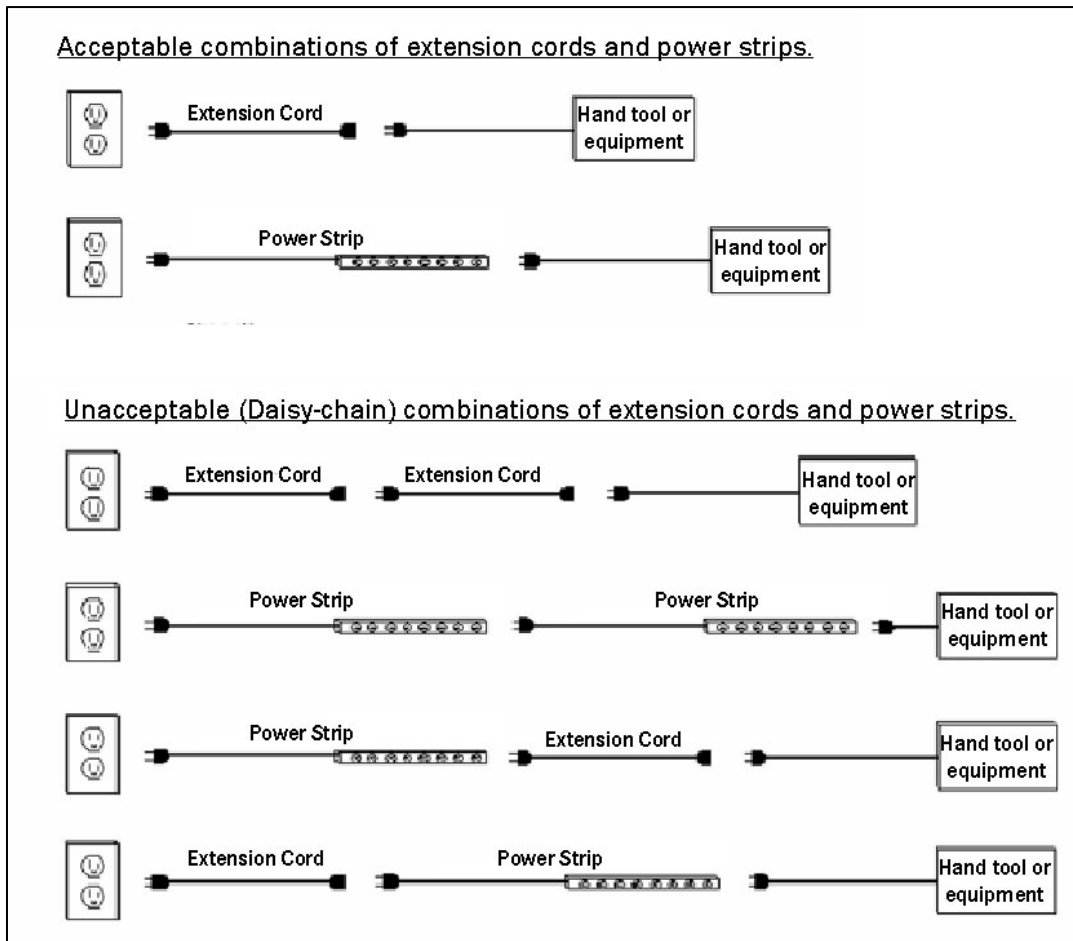 Acceptable combinations of extension cords and power strips.
Extension Cord
Hand tool or
equipment
Power Strip
Hand tool or
equipment
Unacceptable (Daisy-chain) combinations of extension cords and power strips.
Extension Cord
Extension Cord
Hand tool or
equipment
Power Strip
Power Strip
Hand tool or
equipment
Power Strip
Extension Cord
Hand tool or
equipment
Extension Cord
Power Strip
Hand tool or
equipment